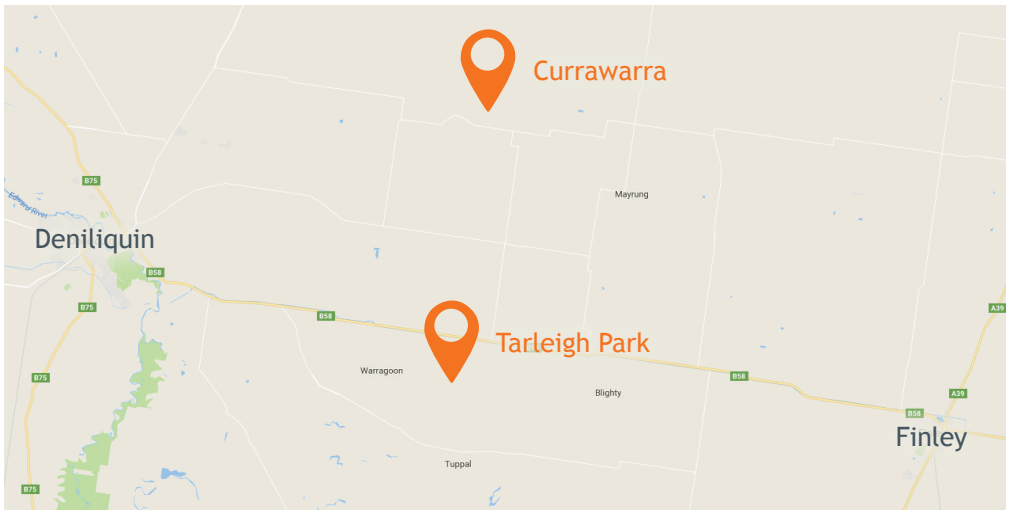 Currawarra
B75
Mayrung
Edward River
Deniliquin
B58
B75
A39
B58
Tarleigh Park
Warragoon
B75
B58
Blighty
A39
B58
Finley
Tuppal
B75